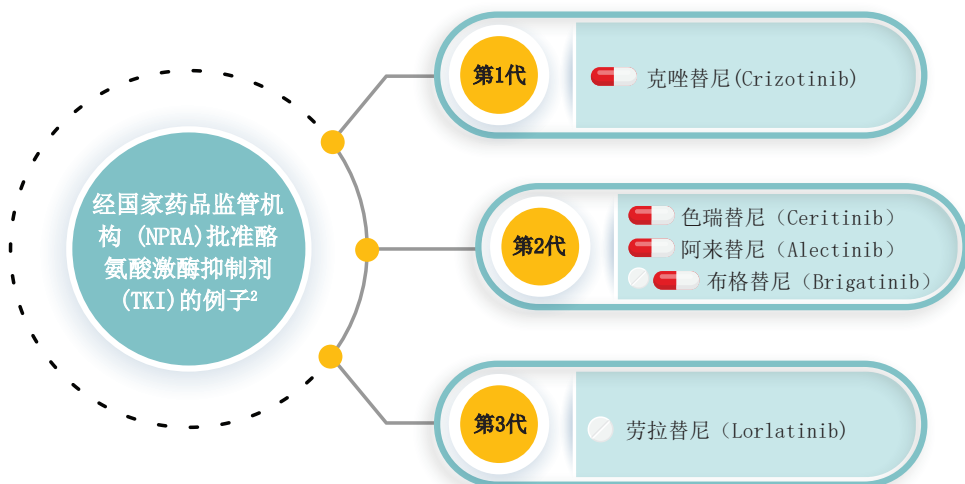 经国家药品监管机
构 (NPRA)批准酪
氨酸激酶抑制剂
(TKI)的例子²
第1代
克唑替尼(Crizotinib)
第2代
色瑞替尼（Ceritinib）
阿来替尼（Alectinib）
布格替尼（Brigatinib）
第3代
劳拉替尼（Lorlatinib)